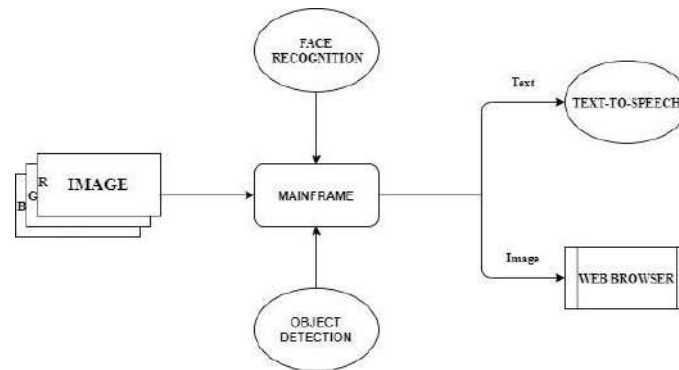 FACE
RECOGNITION
Text
TEXT-TO-SPEECH
R
G
B
IMAGE
MAINFRAME
Image
WEB BROWSER
OBJECT
DETECTION